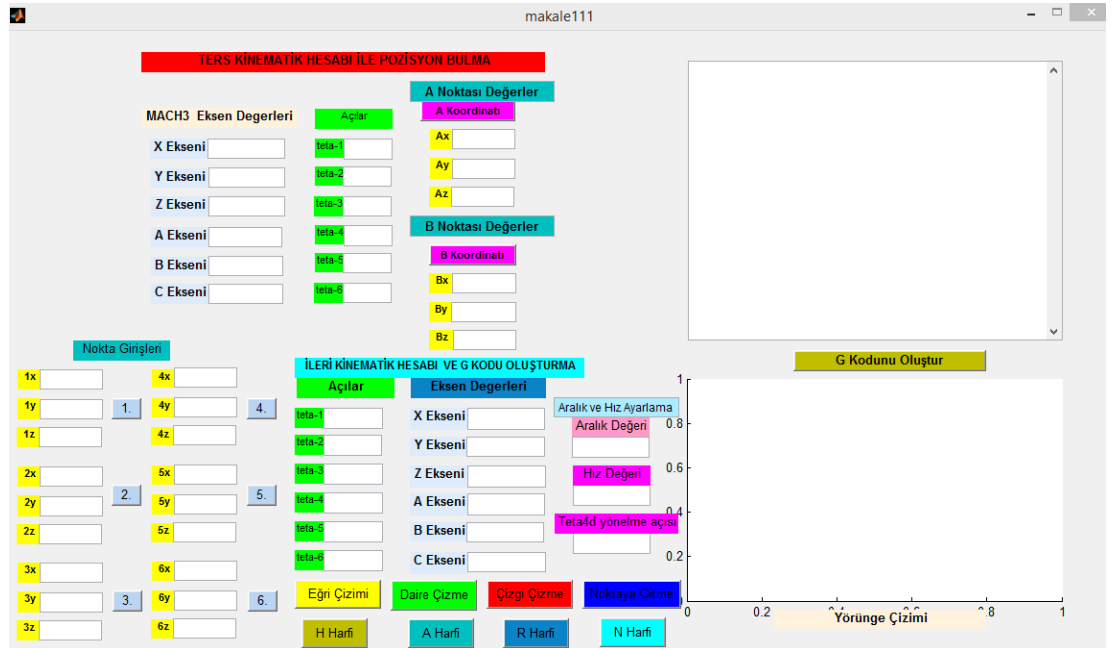 makale111
TERS KİNEMATİK HESABI İLE POZİSYON BULMA
MACH3 Eksen Degerleri
X Ekseni
Y Ekseni
Z Ekseni
A Ekseni
B Ekseni
C Ekseni
Açılar
teta-1
teta-2
teta-3
teta-4
teta-5
teta-6
A Noktası Değerler
A Koordinatı
Ax
Ay
Az
B Noktası Değerler
B Koordinatı
Bx
By
Bz
Nokta Girişleri
1x
1y
1z
1.
2x
2y
2z
2.
3x
3y
3z
3.
4x
4y
4z
4.
5x
5y
5z
5.
6x
6y
6z
6.
İLERİ KİNEMATİK HESABI VE G KODU OLUŞTURMA
Açılar
teta-1
teta-2
teta-3
teta-4
teta-5
teta-6
Eksen Degerleri
X Ekseni
Y Ekseni
Z Ekseni
A Ekseni
B Ekseni
C Ekseni
Aralık ve Hız Ayarlama
Aralık Değeri
Hız Değeri
Teta4d yönelme açısı
Eğri Çizimi
Daire Çizme
Çizgi Çizme
Noktaya Gitme
H Harfi
A Harfi
R Harfi
N Harfi
G Kodunu Oluştur
1
0.8
0.6
0.4
0.2
0
0
0.2
0.4
0.6
0.8
1
Yörünge Çizimi